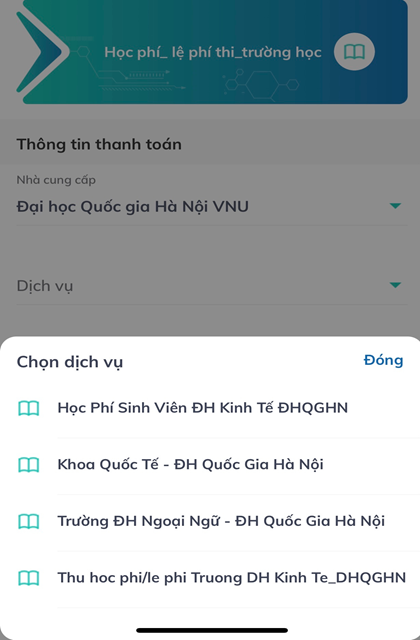 Học phí_ lệ phí thi_trường học
Thông tin thanh toán
Nhà cung cấp
Đại học Quốc gia Hà Nội VNU
Dịch vụ
Chọn dịch vụ
Đóng
Học Phí Sinh Viên ĐH Kinh Tế ĐHQGHN
Khoa Quốc Tế - ĐH Quốc Gia Hà Nội
Trường ĐH Ngoại Ngữ - ĐH Quốc Gia Hà Nội
Thu hoc phi/le phi Truong DH Kinh Te_DHQGHN